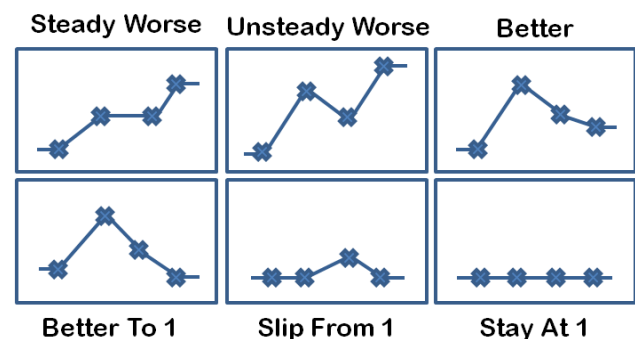 Steady Worse
Unsteady Worse
Better
Better To 1
Slip From 1
Stay At 1